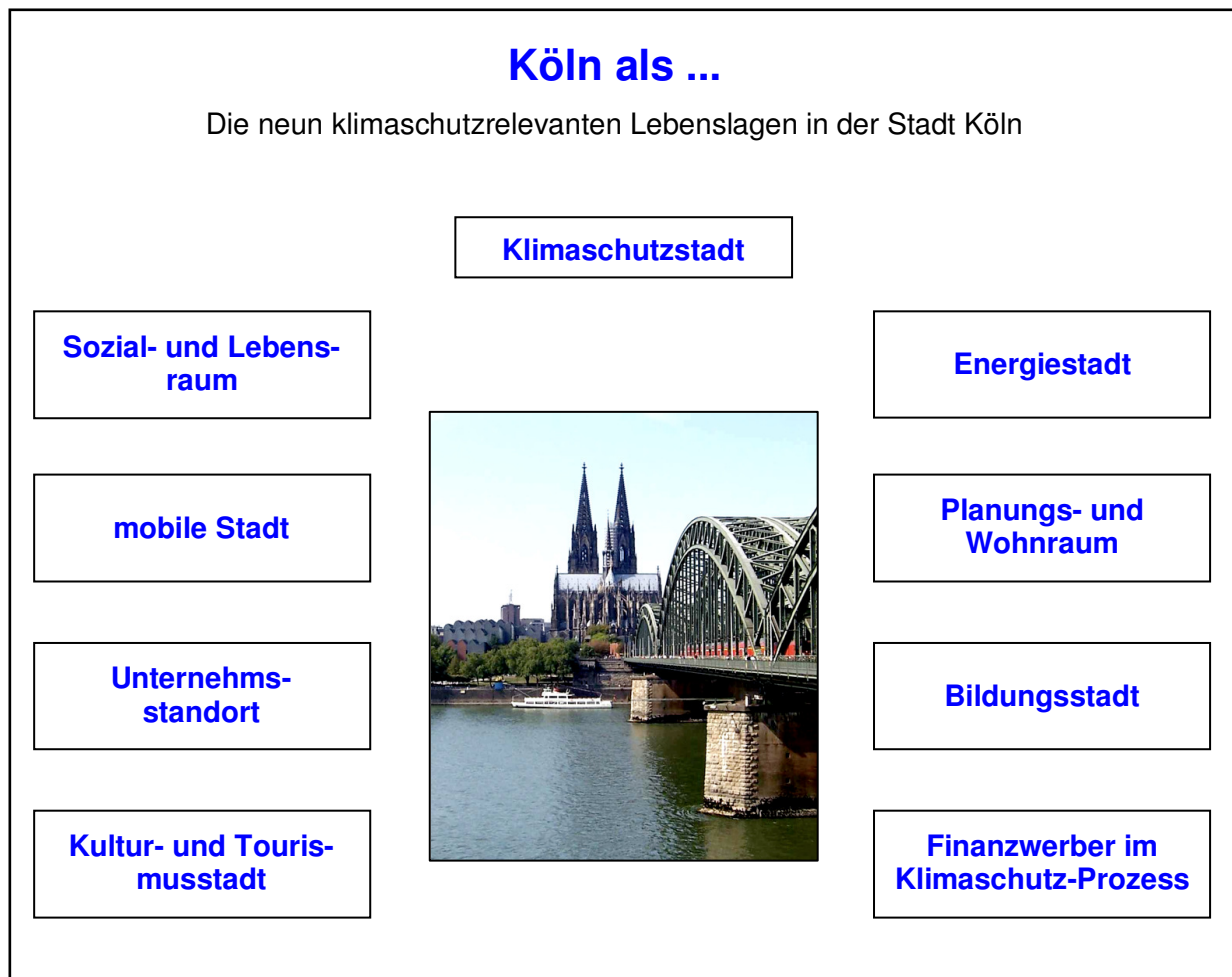 Köln als ...
Die neun klimaschutzrelevanten Lebenslagen in der Stadt Köln
Klimaschutzstadt
Sozial- und Lebens-
raum
Energiestadt
mobile Stadt
Planungs- und
Wohnraum
Unternehms-
standort
Bildungsstadt
Kultur- und Touris-
musstadt
Finanzwerber im
Klimaschutz-Prozess